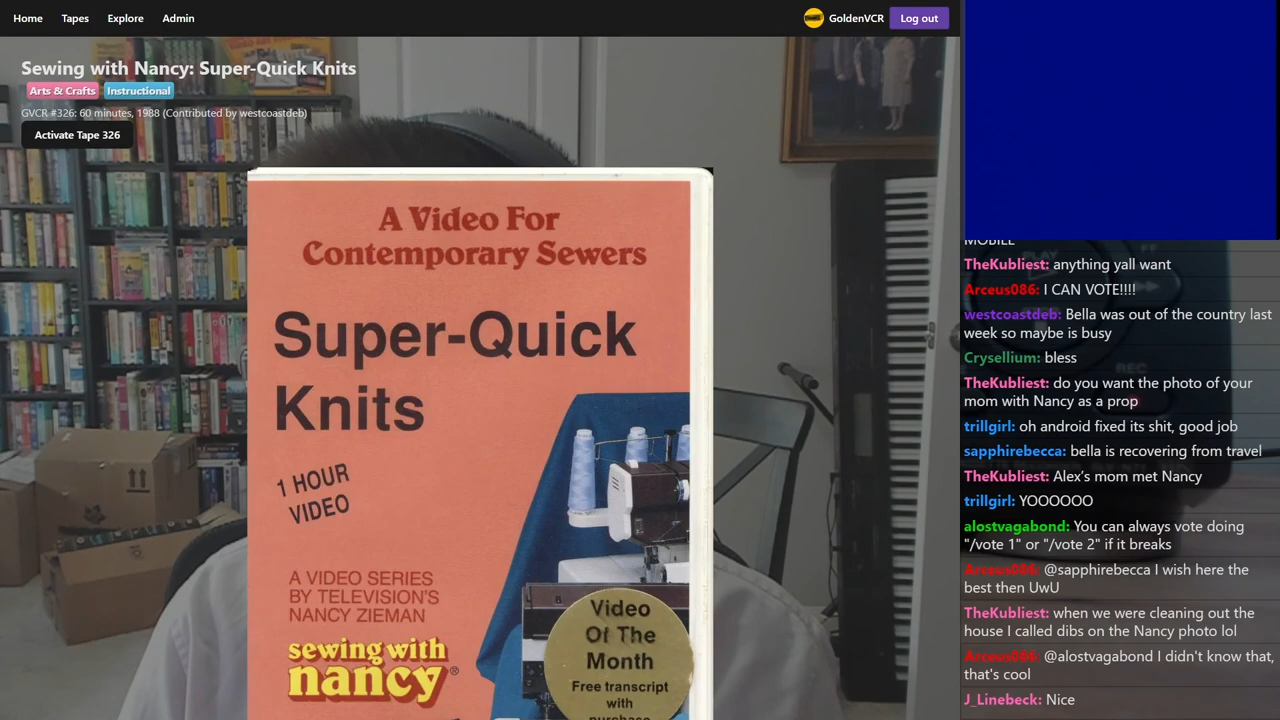 Home
Tapes
Explore
Admin
GoldenVCR
Log out
Sewing with Nancy: Super-Quick Knits
Arts & Crafts
Instructional
GVCR #326: 60 minutes, 1988 (Contributed by westcoastdeb)
Activate Tape 326
A Video For
Contemporary Sewers
Super-Quick
Knits
1 HOUR
VIDEO
A VIDEO SERIES
BY TELEVISION'S
NANCY ZIEMAN
sewing with
nancy®
Video
Of The
Month
Free transcript
with
purchase
MOBILE
TheKubliest: anything yall want
Arceus086: I CAN VOTE!!!!
westcoastdeb: Bella was out of the country last
week so maybe is busy
Crysellium: bless
TheKubliest: do you want the photo of your
mom with Nancy as a prop
trillgirl: oh android fixed its shit, good job
sapphirebecca: bella is recovering from travel
TheKubliest: Alex's mom met Nancy
trillgirl: YOOOOOO
alostvagabond: You can always vote doing
"/vote 1" or "/vote 2" if it breaks
Arceus086: @sapphirebecca I wish here the
best then UwU
TheKubliest: when we were cleaning out the
house I called dibs on the Nancy photo lol
Arceus086: @alostvagabond I didn't know that,
that's cool
J_Linebeck: Nice